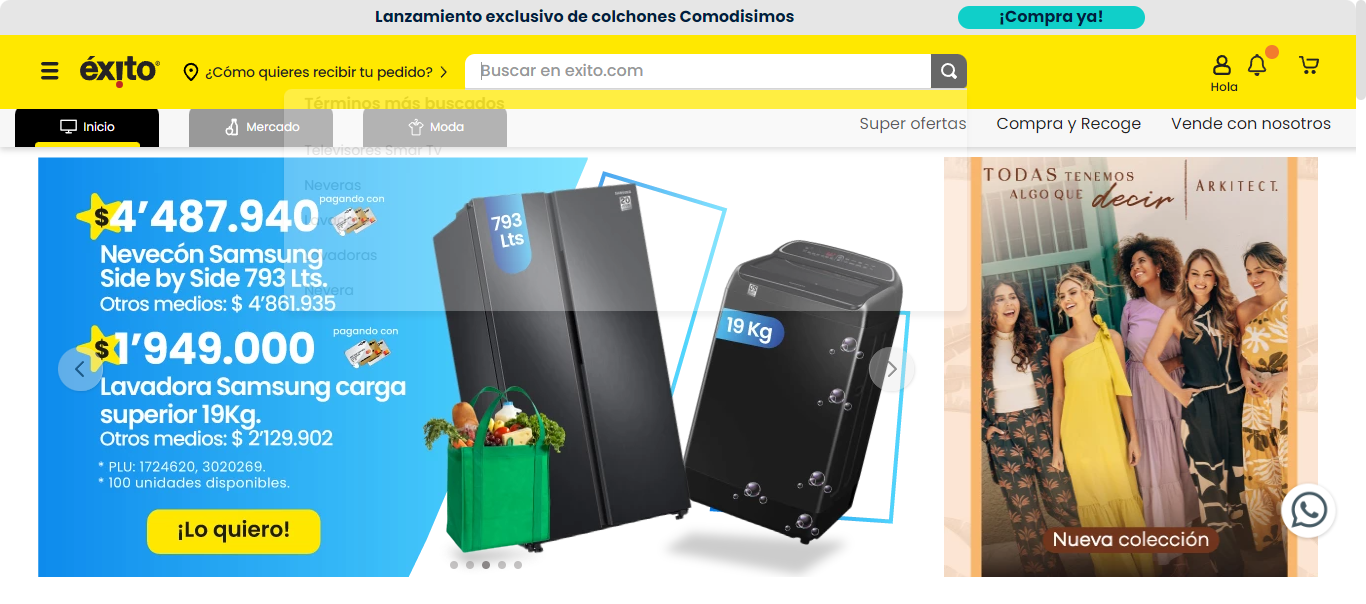 Lanzamiento exclusivo de colchones Comodisimos
¡Compra ya!
éxito
¿Cómo quieres recibir tu pedido?
Buscar en exito.com
Hola
Términos más buscados
Inicio
Mercado
Moda
Super ofertas
Compra y Recoge
Vende con nosotros
Televisores Smar Tv
Neveras
Lavadoras
Nevera
$4’487.940
pagando con
Nevecón Samsung
Side by Side 793 Lts.
Otros medios: $ 4’861.935
$1’949.000
pagando con
Lavadora Samsung carga
superior 19Kg.
Otros medios: $ 2’129.902
* PLU: 1724620, 3020269.
* 100 unidades disponibles.
¡Lo quiero!
793
Lts
SAMSUNG
20
19 Kg
TODAS TENEMOS
ALGO QUE decir
ARKITECT.
Nueva colección